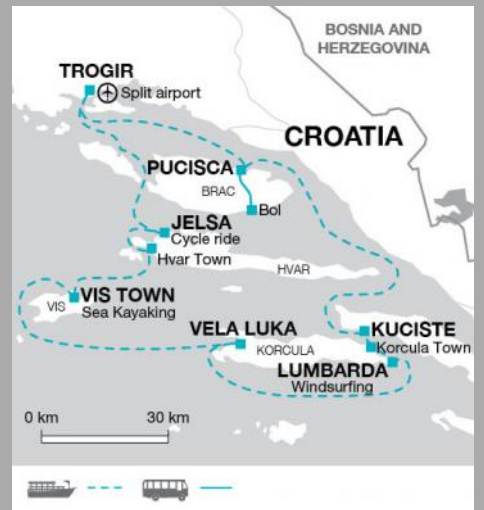 BOSNIA AND
HERZEGOVINA
TROGIR
Split airport
CROATIA
PUCISCA
BRAC
Bol
JELSA
Cycle ride
Hvar Town
HVAR
VIS TOWN
VIS
Sea Kayaking
VELA LUKA
KORCULA
KUCISTE
Korcula Town
LUMBARDA
Windsurfing
0 km 30 km